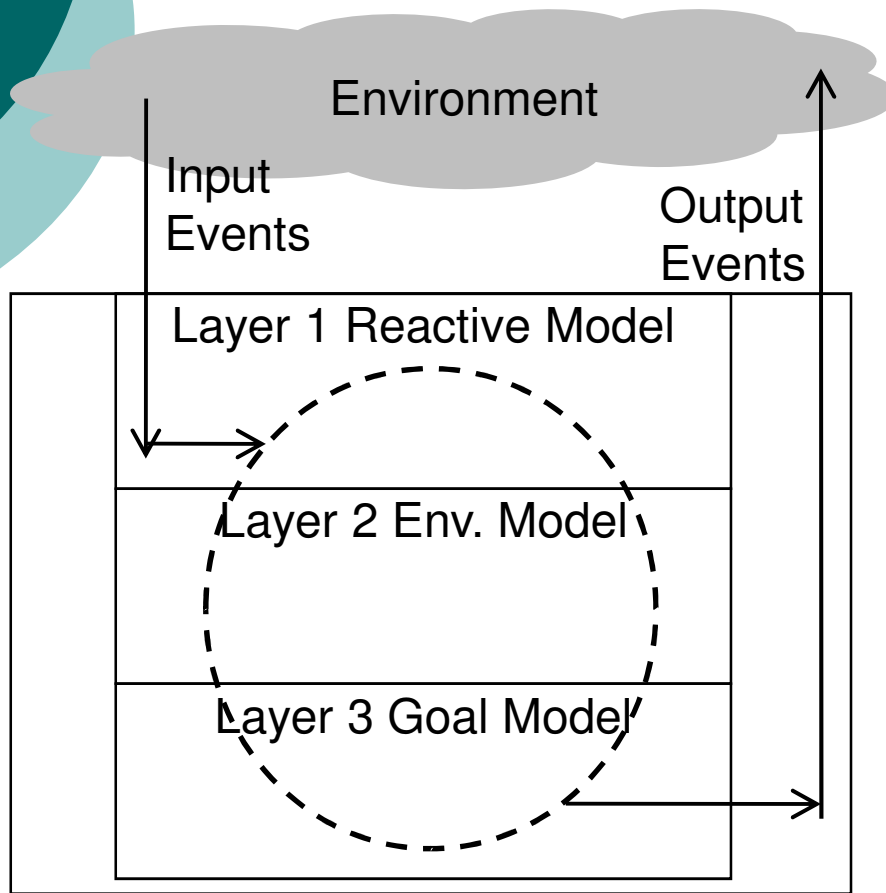 Environment
Input
Events
Output
Events
Layer 1 Reactive Model
Layer 2 Env. Model
Layer 3 Goal Model